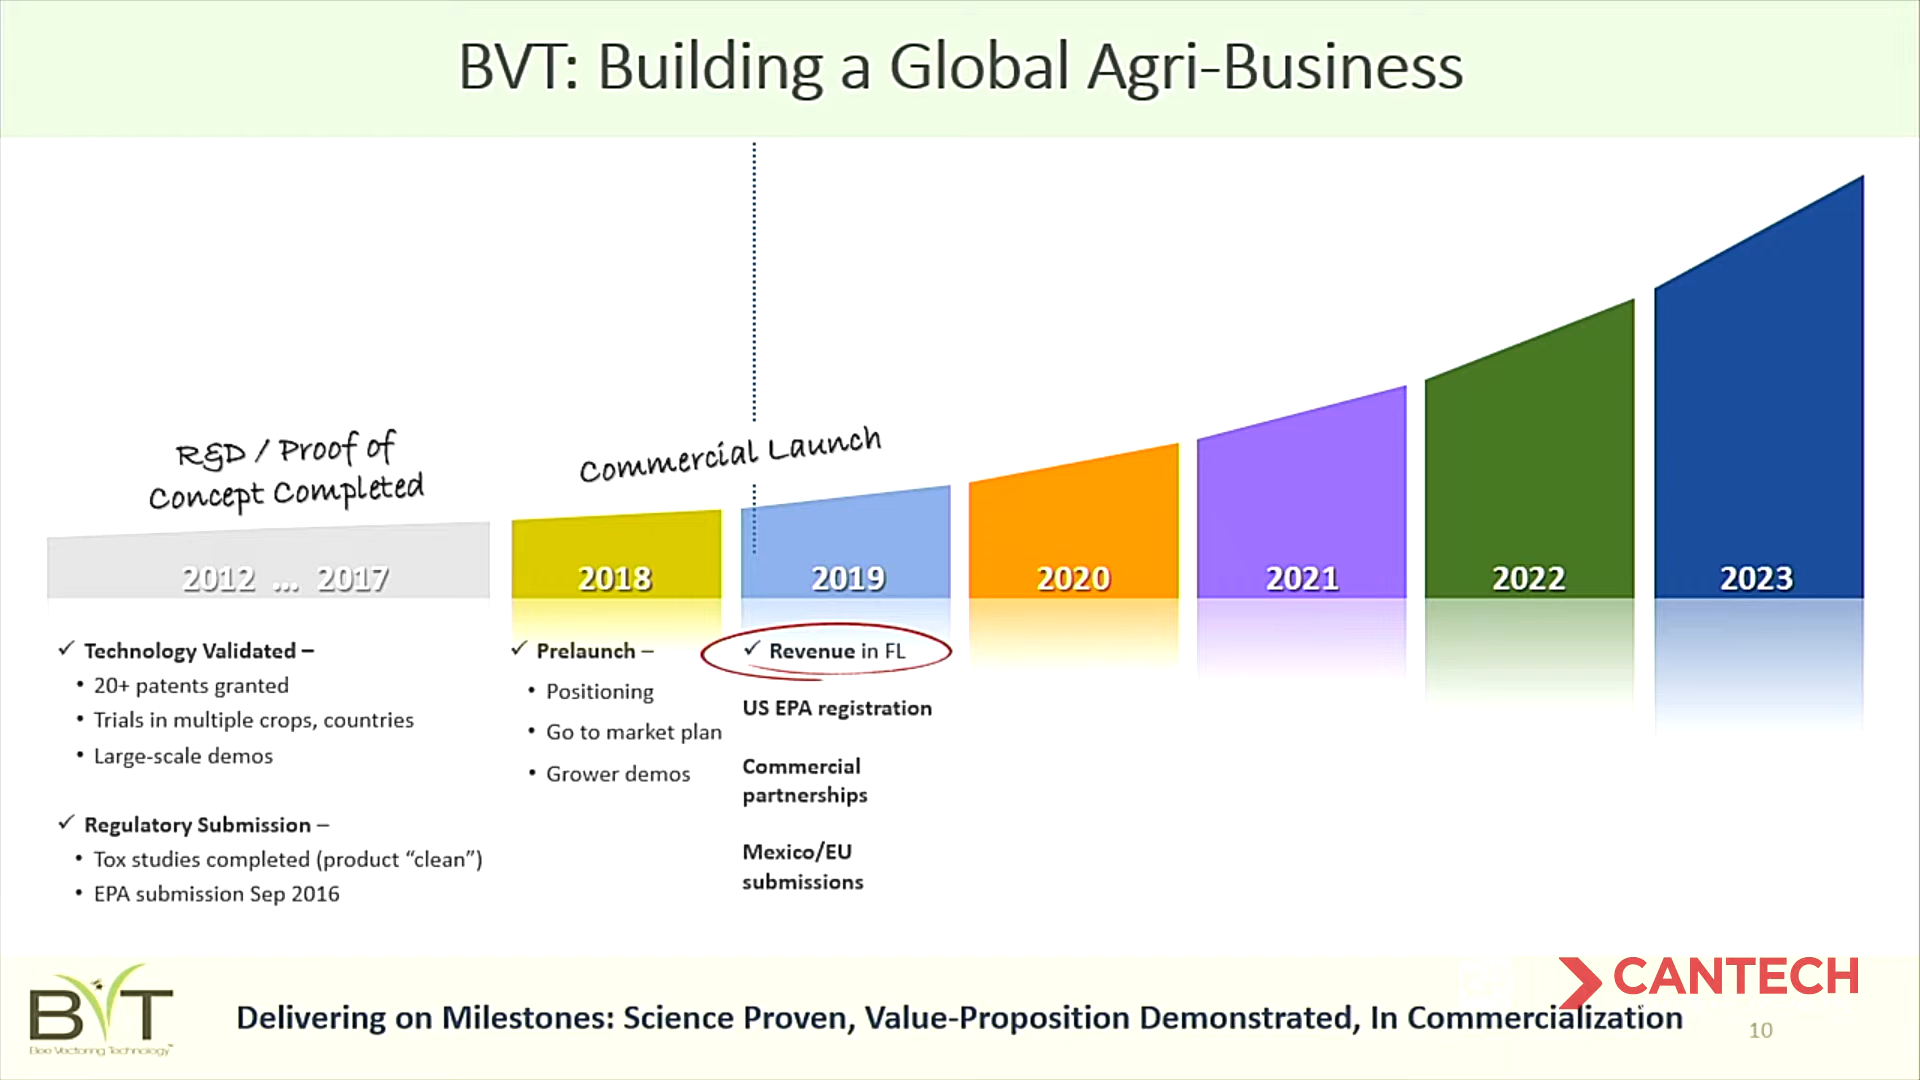 BVT: Building a Global Agri-Business
R&D / Proof of
Concept Completed
Commercial Launch
2012 ... 2017
2018
2019
2020
2021
2022
2023
✓ Technology Validated –
• 20+ patents granted
• Trials in multiple crops, countries
• Large-scale demos
✓ Regulatory Submission –
• Tox studies completed (product “clean”)
• EPA submission Sep 2016
✓ Prelaunch –
• Positioning
• Go to market plan
• Grower demos
✓ Revenue in FL
US EPA registration
Commercial
partnerships
Mexico/EU
submissions
BVT
Bee Vectoring Technology™
Delivering on Milestones: Science Proven, Value-Proposition Demonstrated, In Commercialization
CANTECH
10